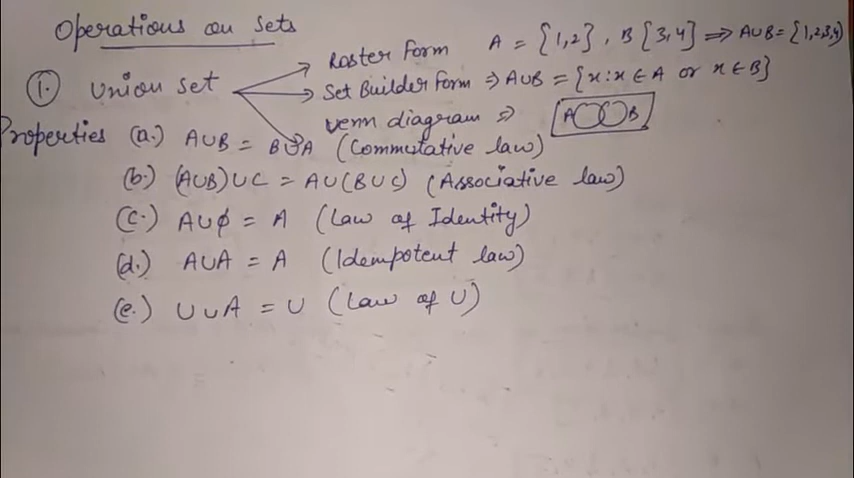 Operations on Sets
Roster Form A = {1,2}, B {3,4} ⇒ A∪B = {1,2,3,4}
① Union Set
Set Builder Form ⇒ A∪B = {x : x ∈ A or x ∈ B}
Venn diagram ⇒ A B
Properties (a.) A∪B = B∪A (Commutative law)
(b.) (A∪B)∪C = A∪(B∪C) (Associative law)
(c.) A∪ϕ = A (Law of Identity)
(d.) A∪A = A (Idempotent law)
(e.) U∪A = U (Law of U)